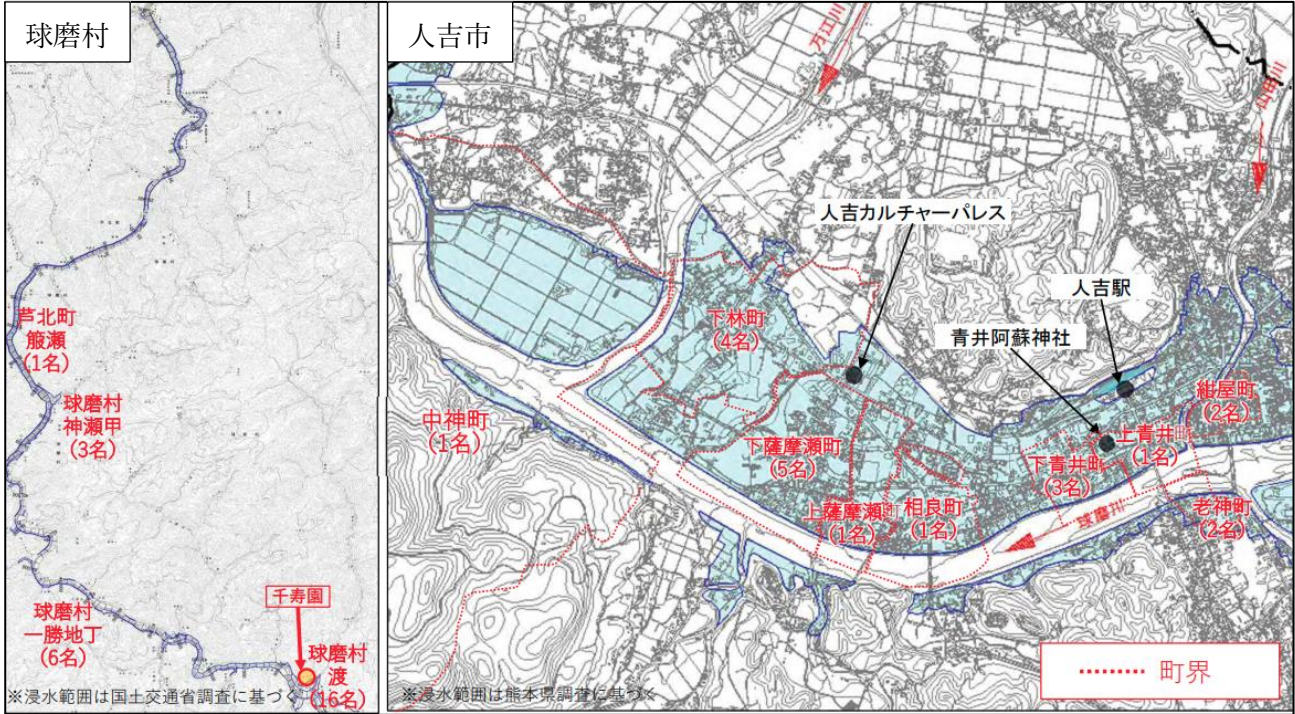 球磨村
芦北町
箙瀬
(1名)
球磨村
神瀬甲
(3名)
球磨村
一勝地丁
(6名)
千寿園
球磨村
渡
(16名)
※浸水範囲は国土交通省調査に基づく
人吉市
万江川
山田川
人吉カルチャーパレス
人吉駅
青井阿蘇神社
下林町
(4名)
中神町
(1名)
下薩摩瀬町
(5名)
上薩摩瀬町
(1名)
相良町
(1名)
下青井町
(3名)
上青井町
(1名)
紺屋町
(2名)
老神町
(2名)
球磨川
町界
※浸水範囲は熊本県調査に基づく